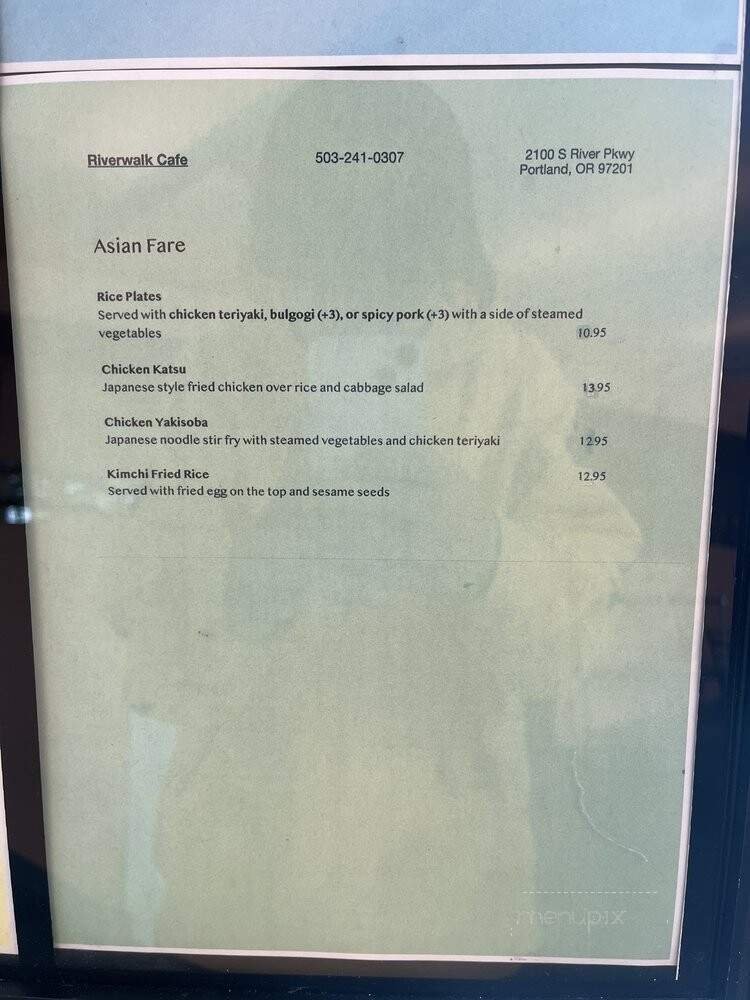 Riverwalk Cafe 503-241-0307 2100 S River Pkwy
Portland, OR 97201
Asian Fare
Rice Plates
Served with chicken teriyaki, bulgogi (+3), or spicy pork (+3) with a side of steamed
vegetables 10.95
Chicken Katsu
Japanese style fried chicken over rice and cabbage salad 13.95
Chicken Yakisoba
Japanese noodle stir fry with steamed vegetables and chicken teriyaki 12.95
Kimchi Fried Rice 12.95
Served with fried egg on the top and sesame seeds
menupix